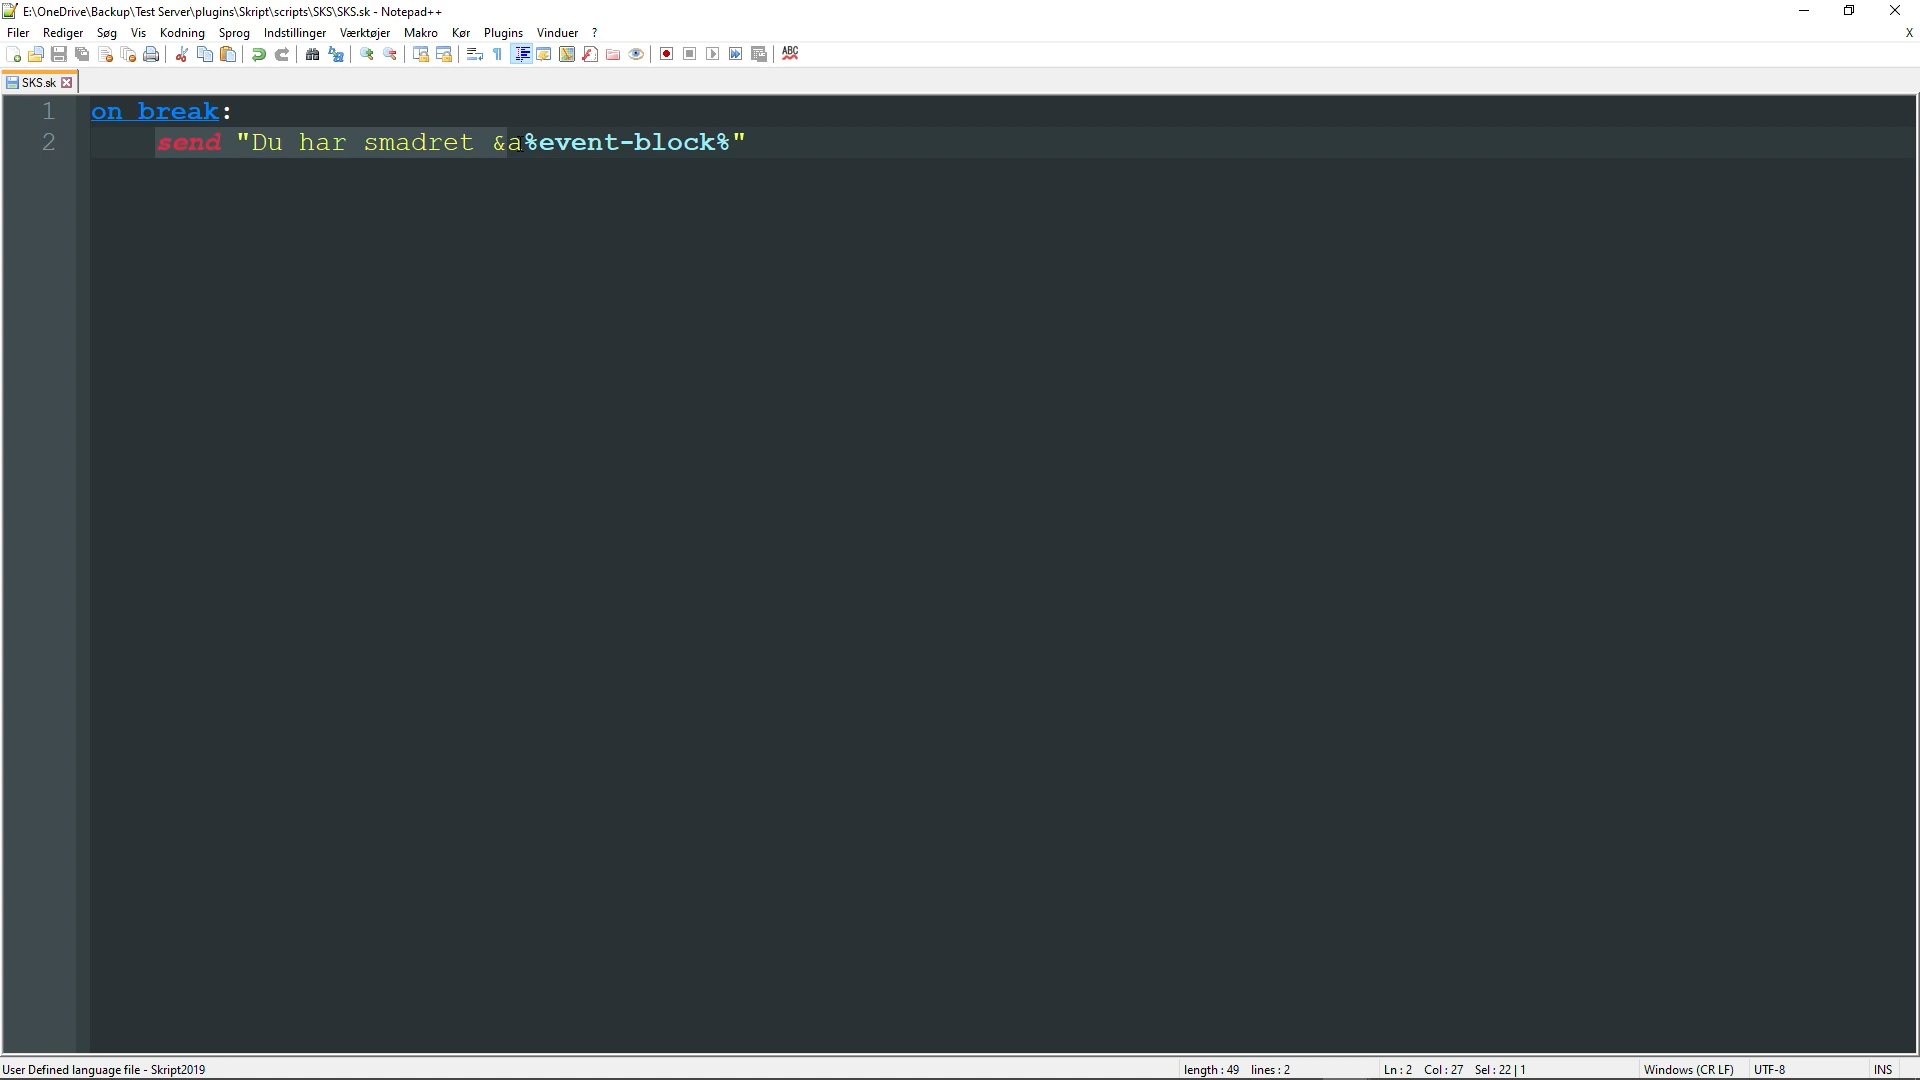 E:\OneDrive\Backup\Test Server\plugins\Skript\scripts\SKS\SKS.sk - Notepad++
Filer Rediger Søg Vis Kodning Sprog Indstillinger Værktøjer Makro Kør Plugins Vinduer ? X
ABC
SKS.sk
1 on break:
2 send "Du har smadret &a%event-block%"
User Defined language file - Skript2019 length : 49 lines : 2 Ln : 2 Col : 27 Sel : 22 | 1 Windows (CR LF) UTF-8 INS